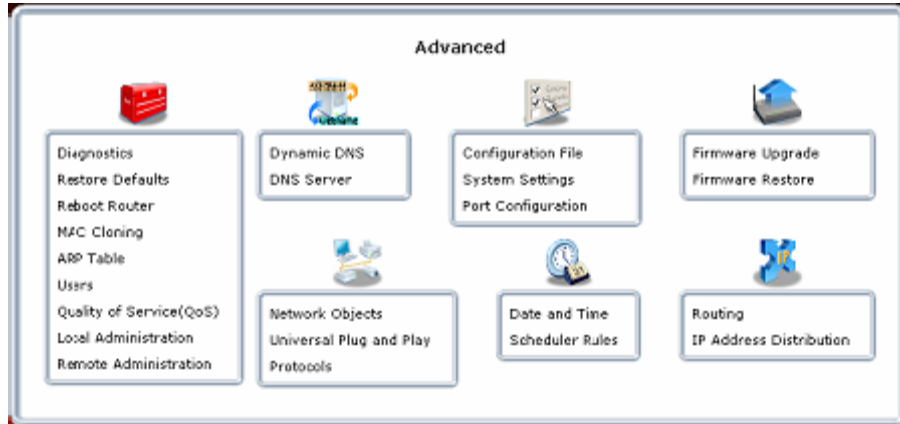 Advanced
Diagnostics
Restore Defaults
Reboot Router
MAC Cloning
ARP Table
Users
Quality of Service(QoS)
Local Administration
Remote Administration
Dynamic DNS
DNS Server
Configuration File
System Settings
Port Configuration
Firmware Upgrade
Firmware Restore
Network Objects
Universal Plug and Play
Protocols
Date and Time
Scheduler Rules
31
IP
Routing
IP Address Distribution